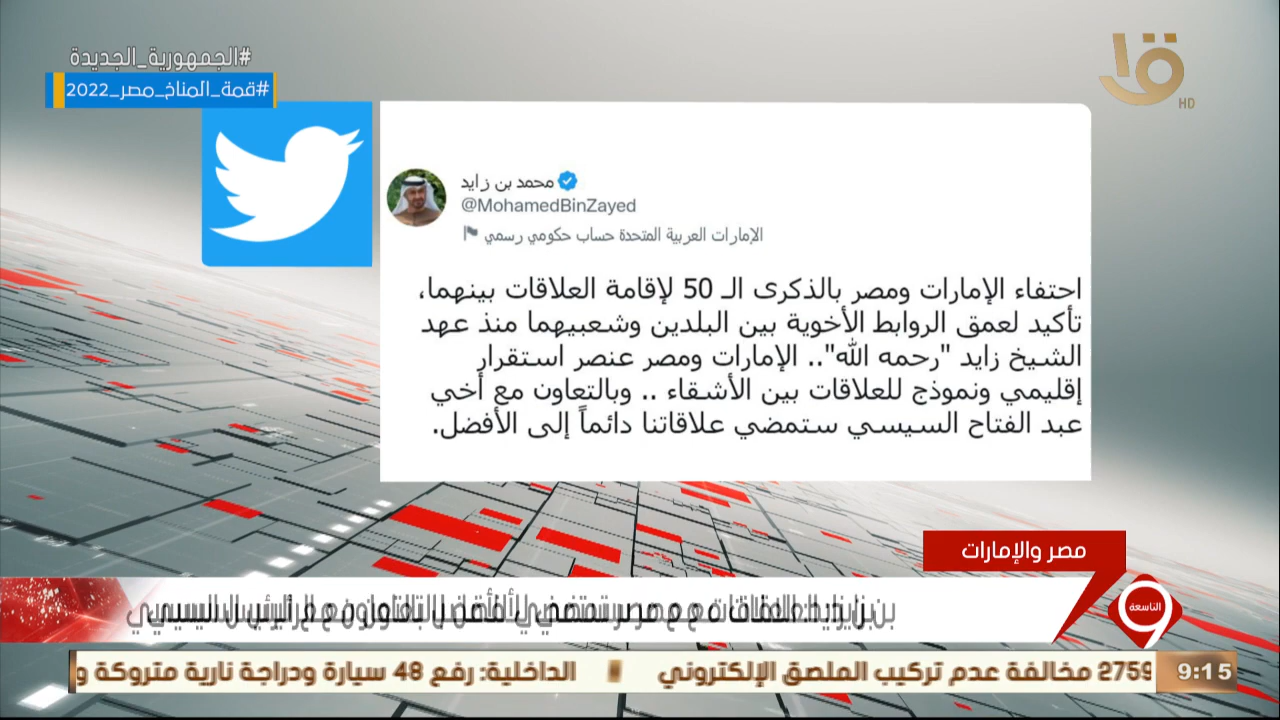 #الجمهورية_الجديدة
#قمة_المناخ_مصر_2022
HD
محمد بن زايد
@MohamedBinZayed
الإمارات العربية المتحدة حساب حكومي رسمي
احتفاء الإمارات ومصر بالذكرى الـ 50 لإقامة العلاقات بينهما،
تأكيد لعمق الروابط الأخوية بين البلدين وشعبيهما منذ عهد
الشيخ زايد "رحمه الله".. الإمارات ومصر عنصر استقرار
إقليمي ونموذج للعلاقات بين الأشقاء .. وبالتعاون مع أخي
عبد الفتاح السيسي ستمضي علاقاتنا دائماً إلى الأفضل.
مصر والإمارات
التاسعة
9
9:15
2759 مخالفة عدم تركيب الملصق الإلكتروني
الداخلية: رفع 48 سيارة ودراجة نارية متروكة و